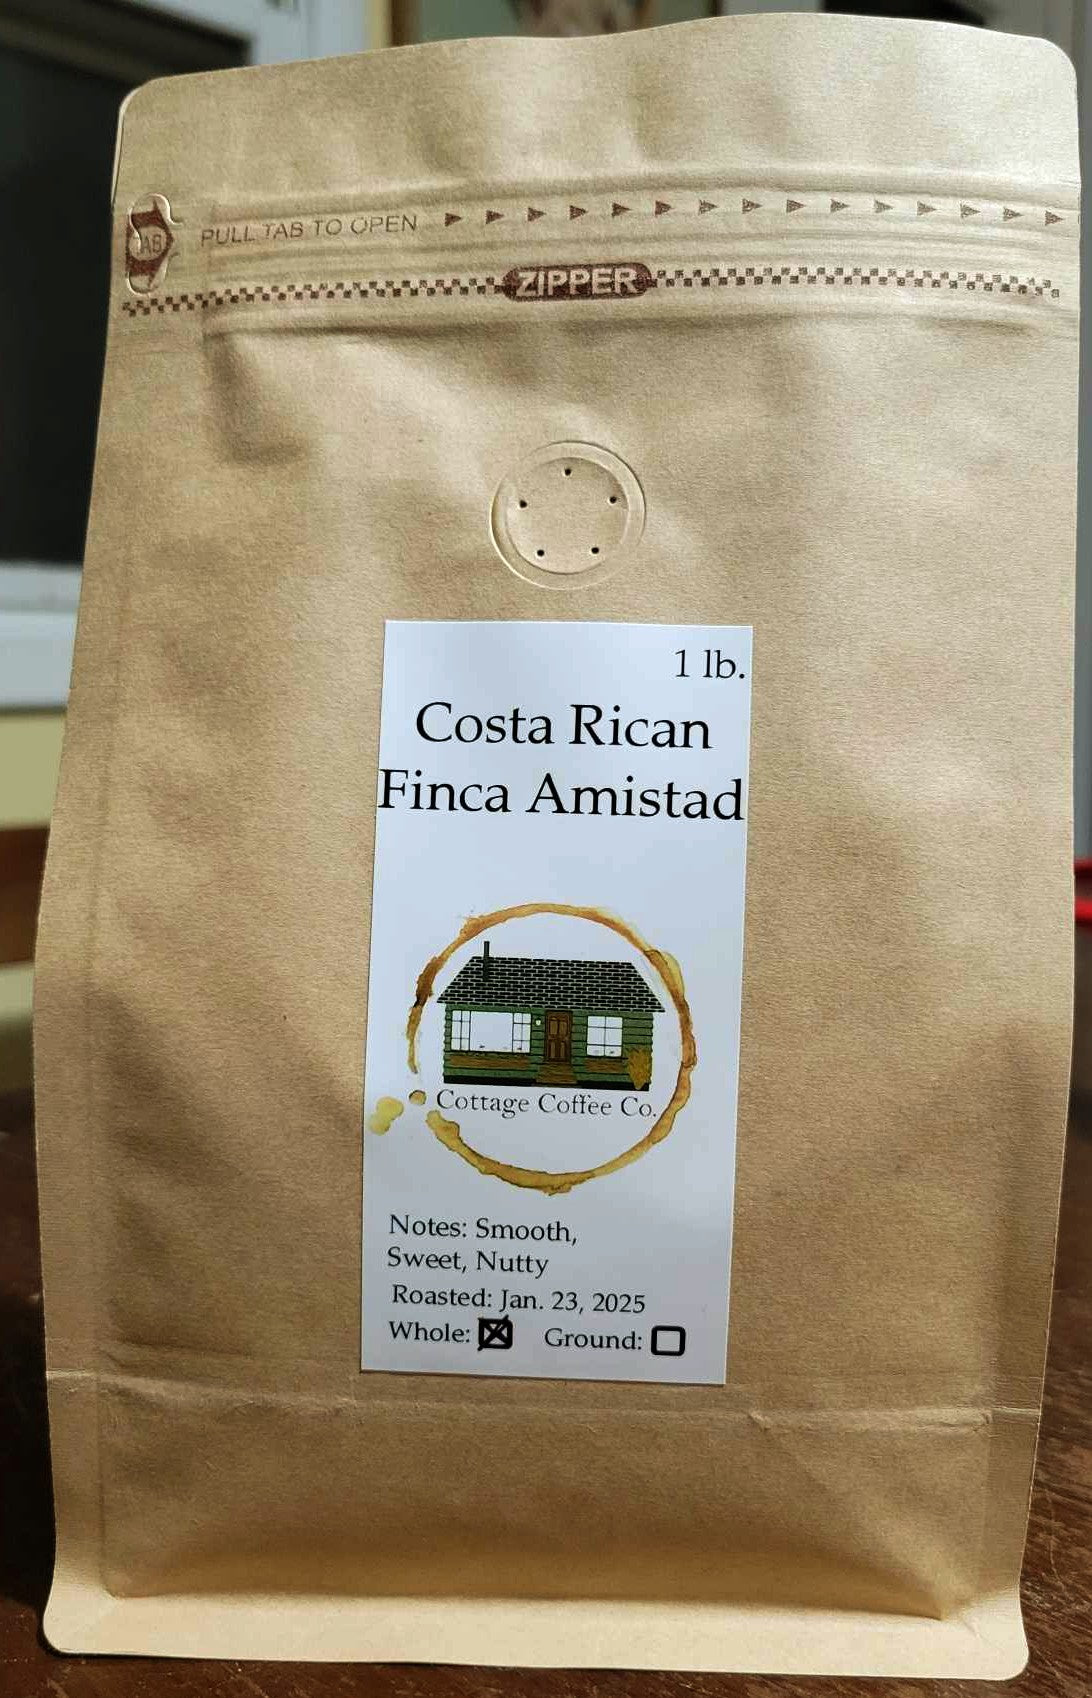 PULL TAB TO OPEN
ZIPPER
1 lb.
Costa Rican
Finca Amistad
Cottage Coffee Co.
Notes: Smooth,
Sweet, Nutty
Roasted: Jan. 23, 2025
Whole: Ground: